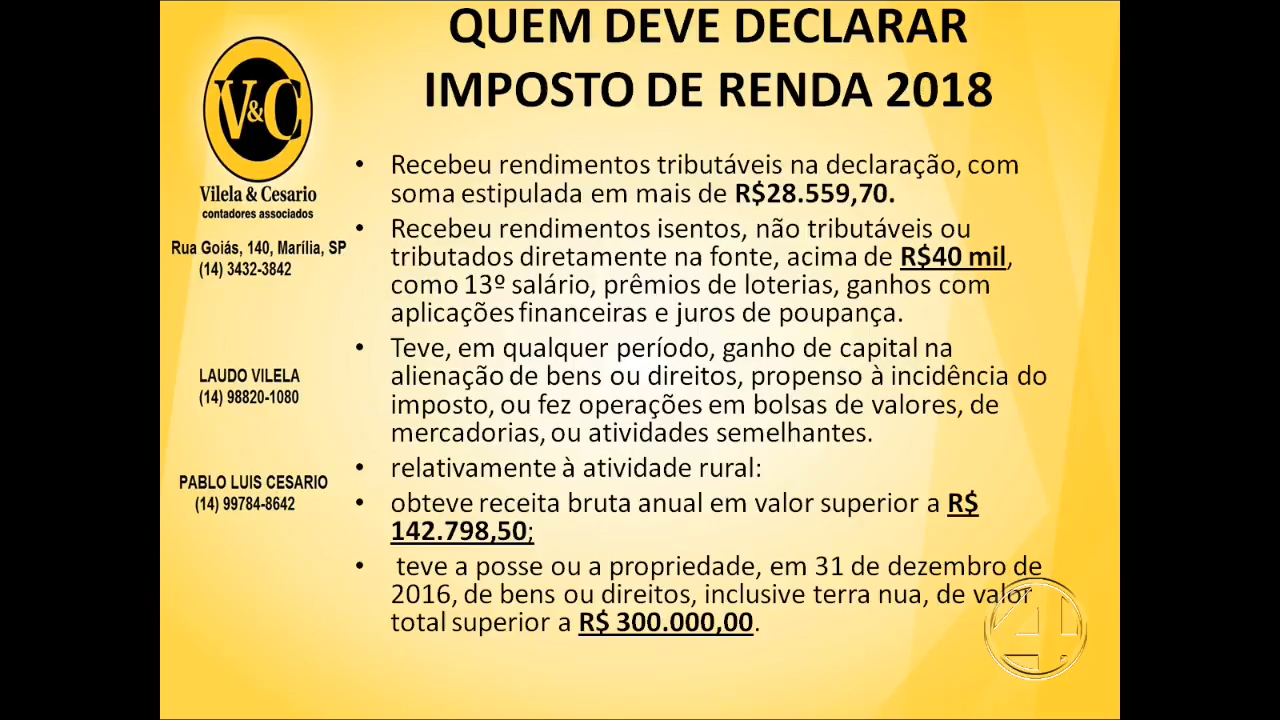 QUEM DEVE DECLARAR
IMPOSTO DE RENDA 2018
V&C
Vilela & Cesario
contadores associados
Rua Goiás, 140, Marília, SP
(14) 3432-3842
LAUDO VILELA
(14) 98820-1080
PABLO LUIS CESARIO
(14) 99784-8642
• Recebeu rendimentos tributáveis na declaração, com
soma estipulada em mais de R$28.559,70.
• Recebeu rendimentos isentos, não tributáveis ou
tributados diretamente na fonte, acima de R$40 mil,
como 13º salário, prêmios de loterias, ganhos com
aplicações financeiras e juros de poupança.
• Teve, em qualquer período, ganho de capital na
alienação de bens ou direitos, propenso à incidência do
imposto, ou fez operações em bolsas de valores, de
mercadorias, ou atividades semelhantes.
• relativamente à atividade rural:
• obteve receita bruta anual em valor superior a R$
142.798,50;
• teve a posse ou a propriedade, em 31 de dezembro de
2016, de bens ou direitos, inclusive terra nua, de valor
total superior a R$ 300.000,00.
4.